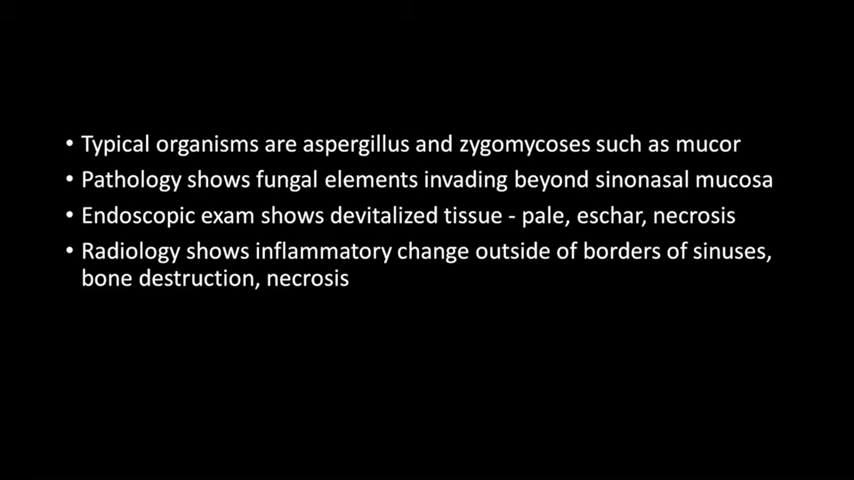 • Typical organisms are aspergillus and zygomycoses such as mucor
• Pathology shows fungal elements invading beyond sinonasal mucosa
• Endoscopic exam shows devitalized tissue - pale, eschar, necrosis
• Radiology shows inflammatory change outside of borders of sinuses,
bone destruction, necrosis